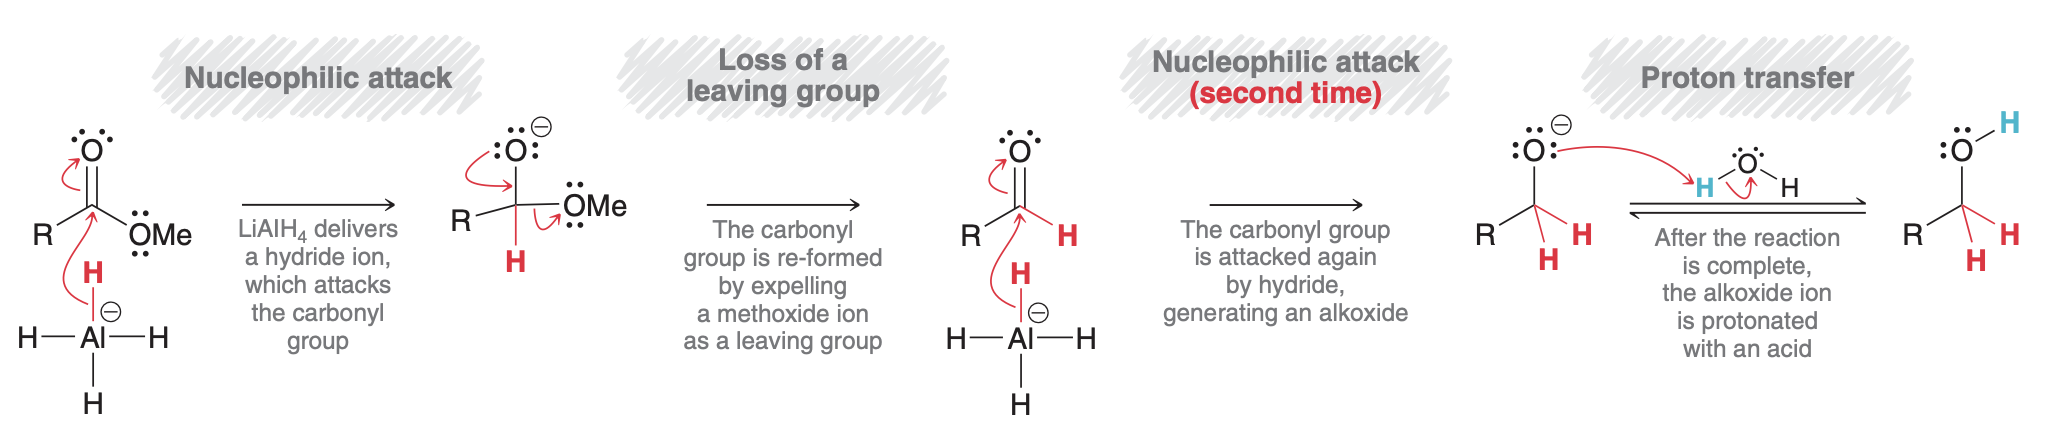 Nucleophilic attack
Loss of a
leaving group
Nucleophilic attack
(second time)
Proton transfer
O
R
OMe
H
H
Al
H
H
LiAlH4 delivers
a hydride ion,
which attacks
the carbonyl
group
O
R
OMe
H
The carbonyl
group is re-formed
by expelling
a methoxide ion
as a leaving group
O
R
H
H
H
Al
H
H
The carbonyl group
is attacked again
by hydride,
generating an alkoxide
O
R
H
H
O
H
H
After the reaction
is complete,
the alkoxide ion
is protonated
with an acid
O
H
R
H
H